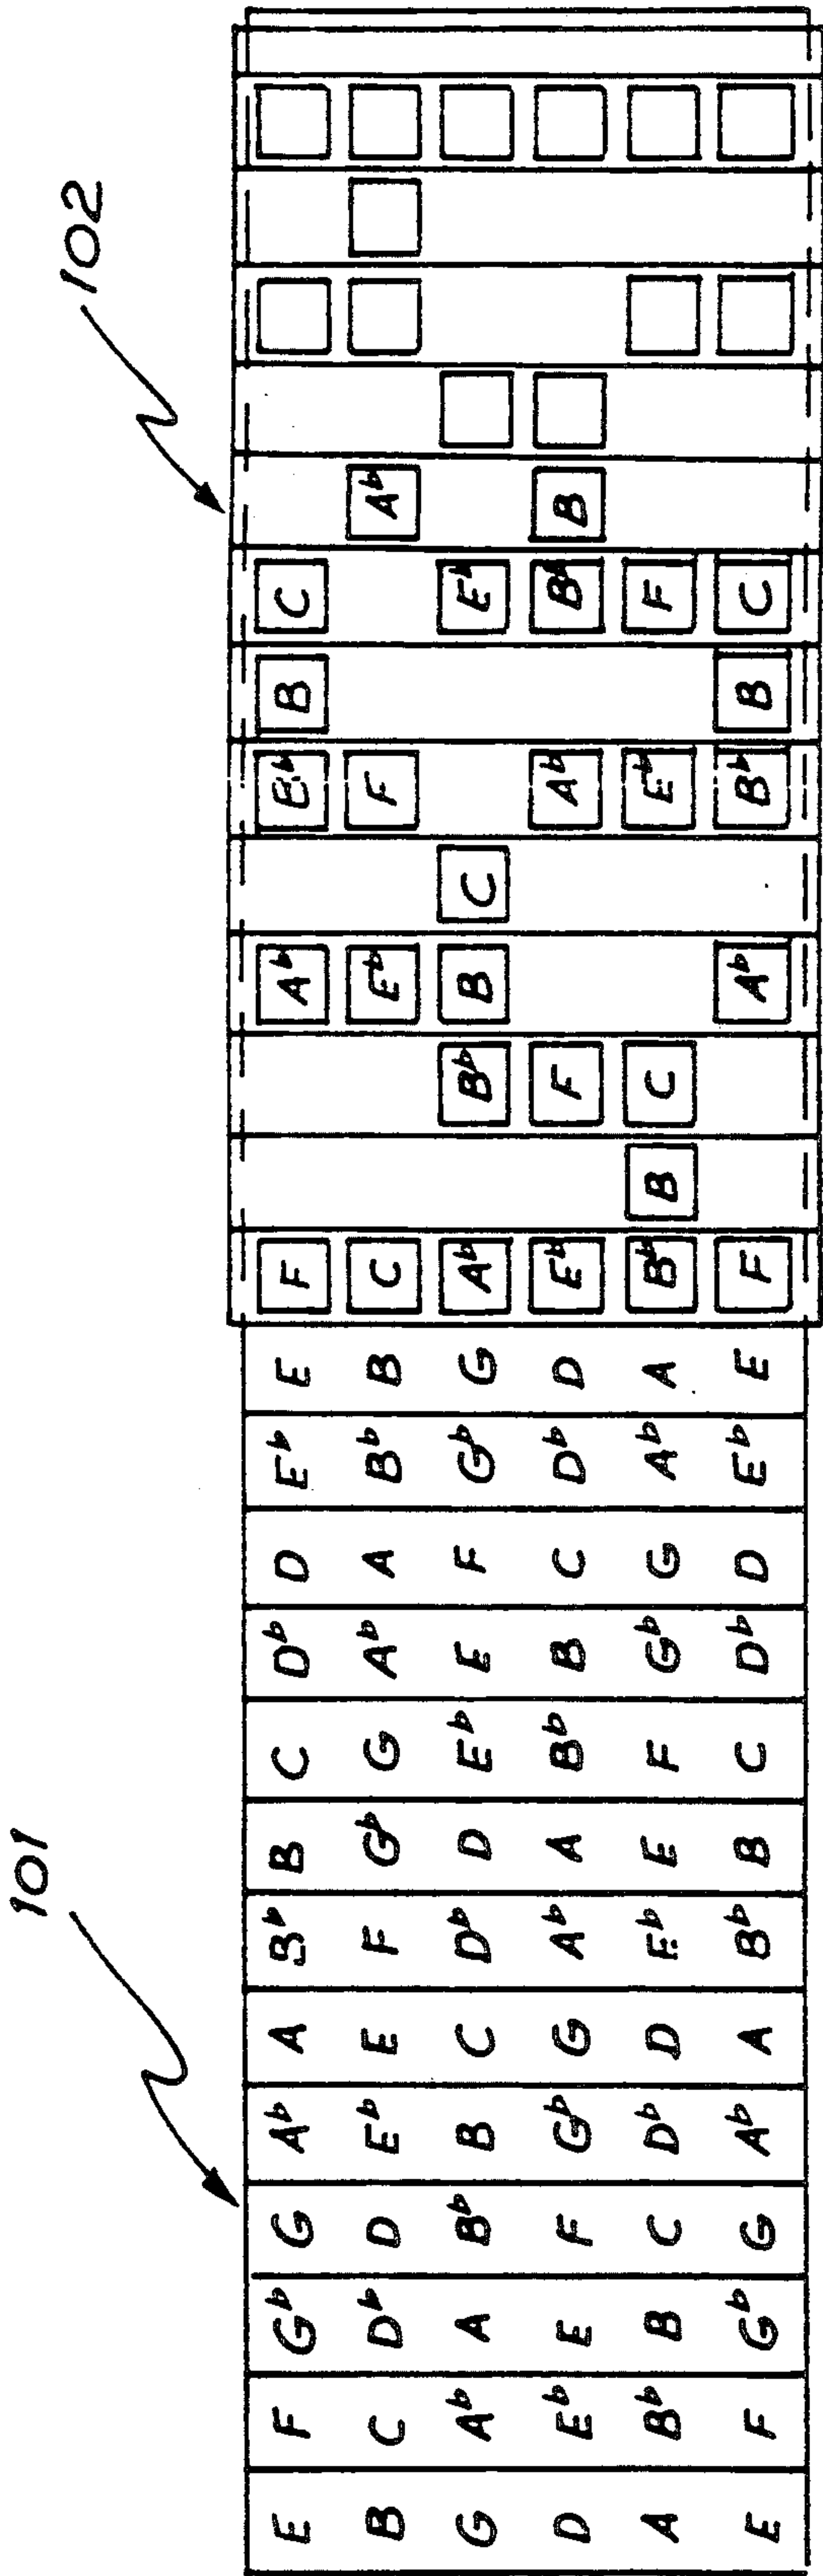 101 102
E F G♭ G A♭ A B♭ B C D♭ D E♭ E F A♭ B♭ B C
B C D♭ D E♭ E F G♭ G A♭ A B♭ B C E♭ F A♭
G A♭ A B♭ B C D♭ D E♭ E F G♭ G A♭ B♭ B C E♭
D E♭ E F G♭ G A♭ A B♭ B C D♭ D E♭ F A♭ B♭ B
A B♭ B C D♭ D E♭ E F G♭ G A♭ A B♭ B C E♭ F
E F G♭ G A♭ A B♭ B C D♭ D E♭ E F A♭ B♭ B C